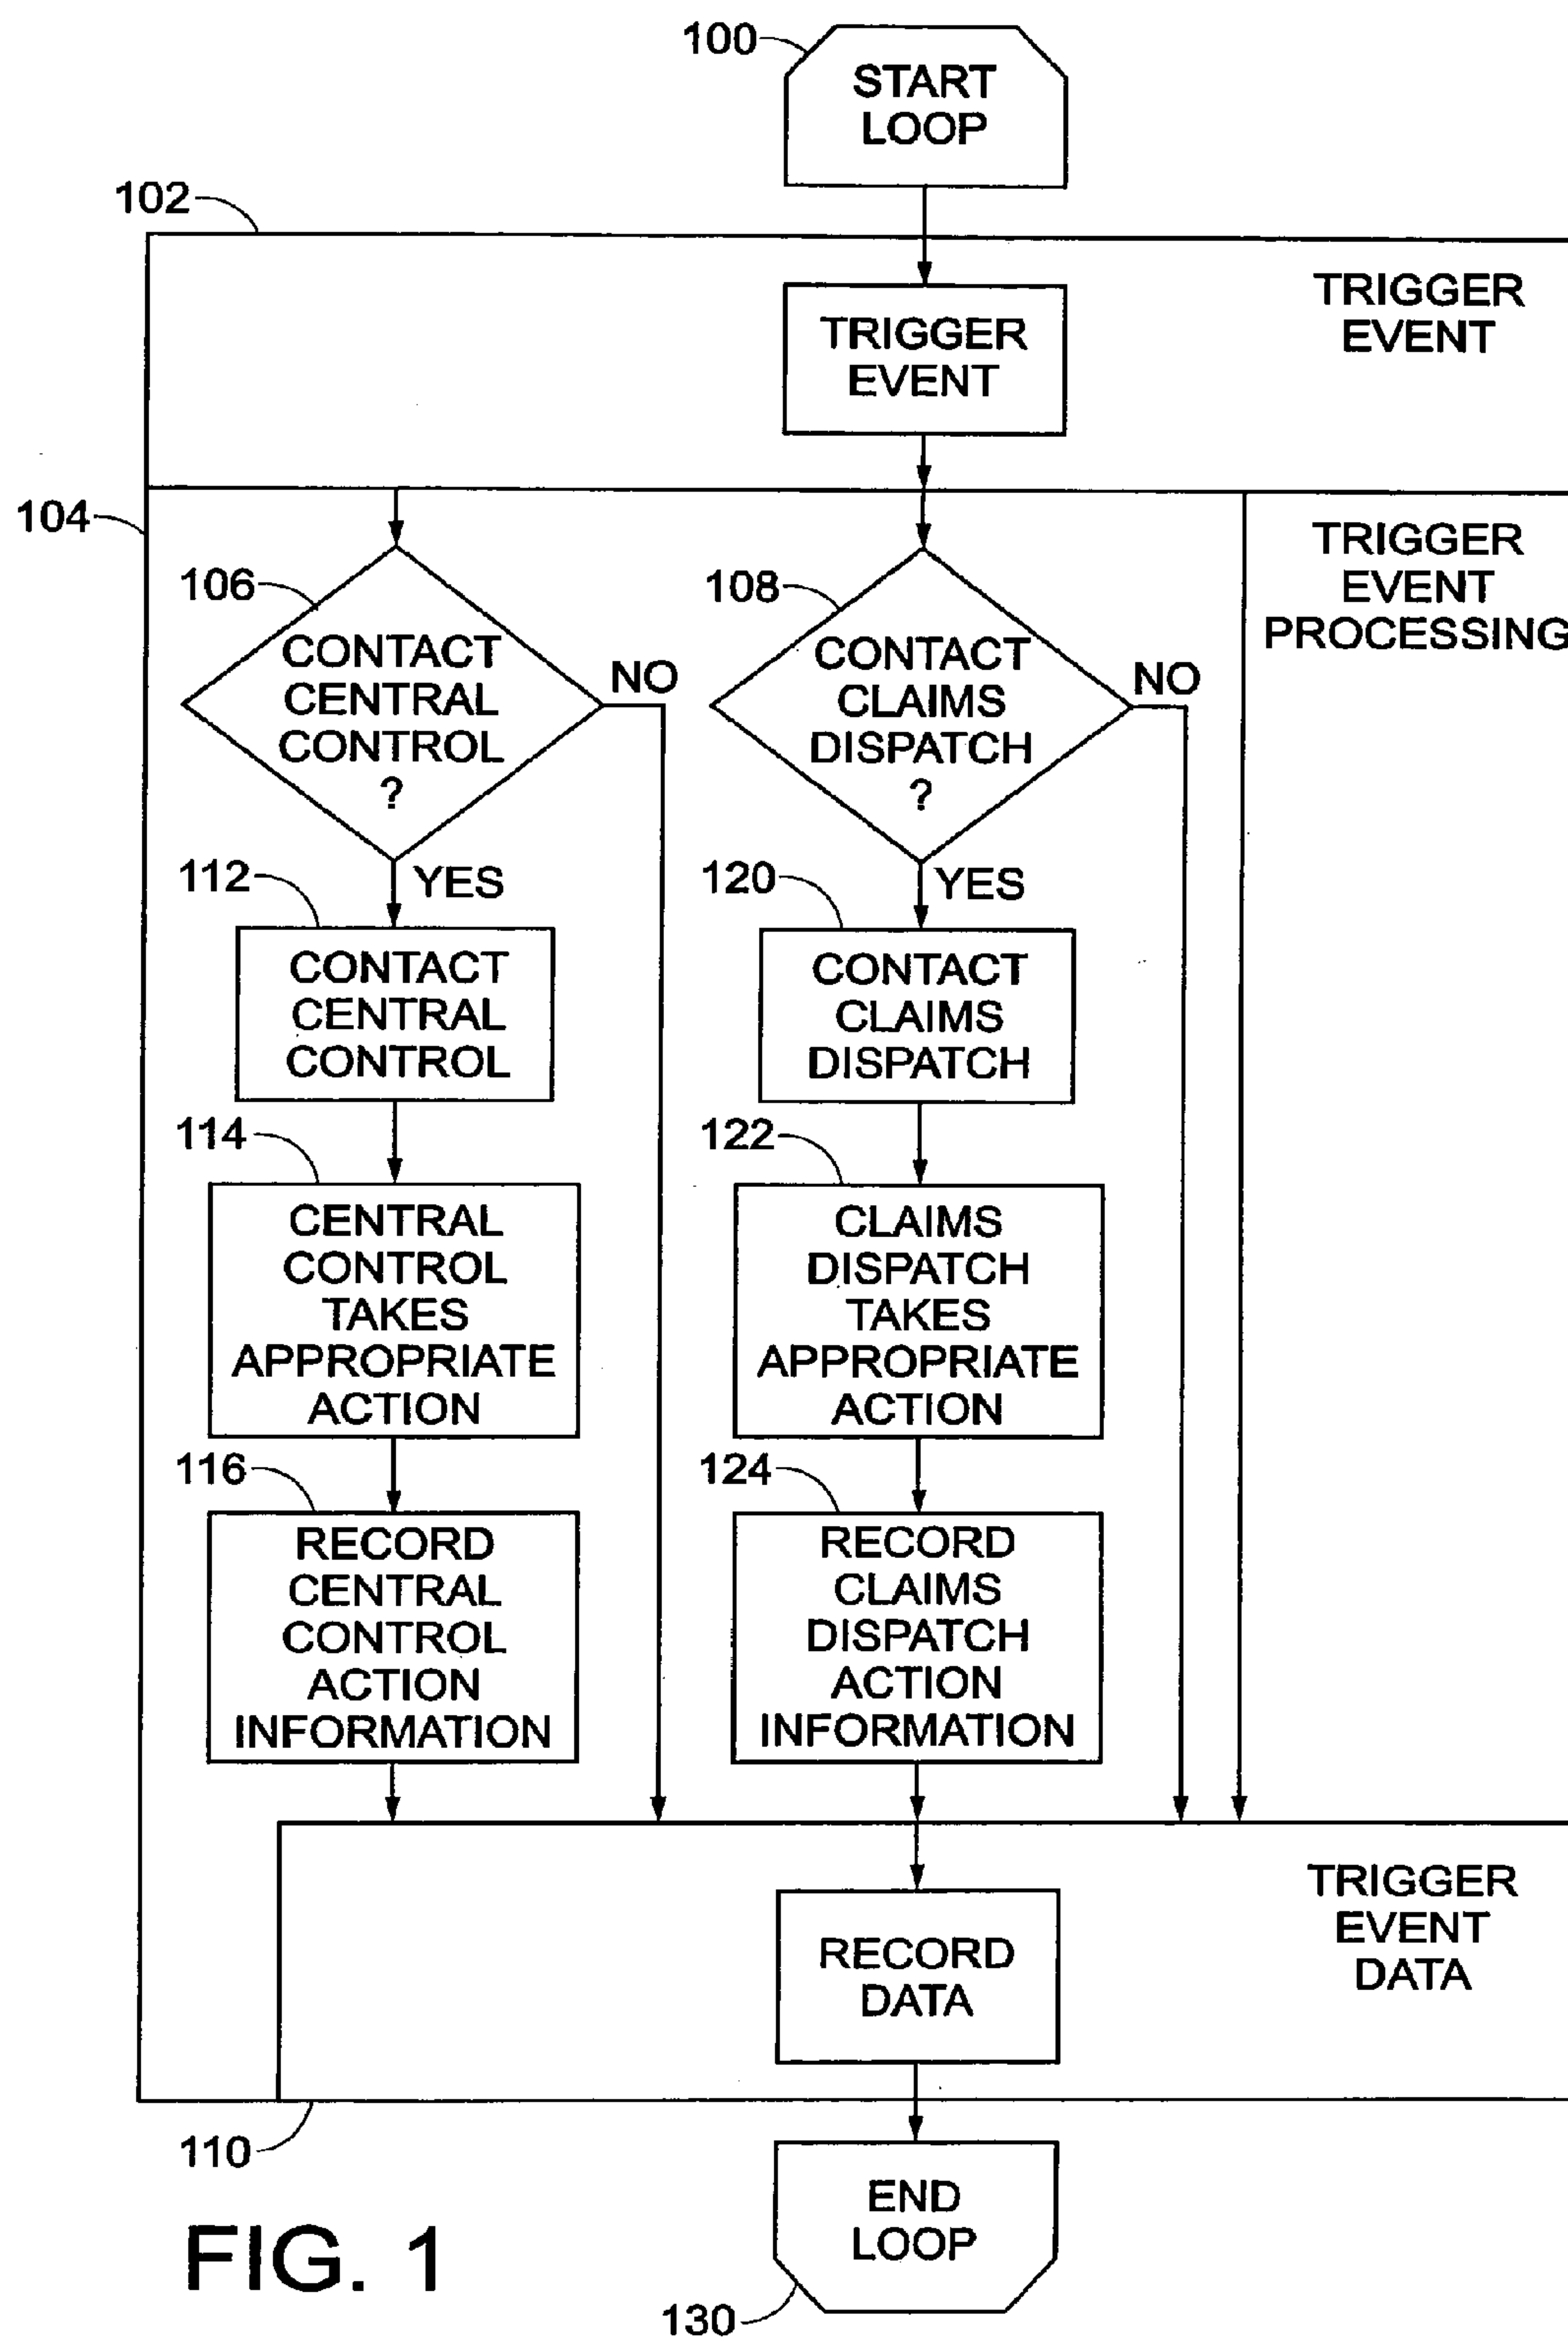 100
START
LOOP
102
TRIGGER
EVENT
TRIGGER
EVENT
104
TRIGGER
EVENT
PROCESSING
106
CONTACT
CENTRAL
CONTROL
?
NO
YES
108
CONTACT
CLAIMS
DISPATCH
?
NO
YES
112
CONTACT
CENTRAL
CONTROL
120
CONTACT
CLAIMS
DISPATCH
114
CENTRAL
CONTROL
TAKES
APPROPRIATE
ACTION
122
CLAIMS
DISPATCH
TAKES
APPROPRIATE
ACTION
116
RECORD
CENTRAL
CONTROL
ACTION
INFORMATION
124
RECORD
CLAIMS
DISPATCH
ACTION
INFORMATION
TRIGGER
EVENT
DATA
RECORD
DATA
110
END
LOOP
130
FIG. 1